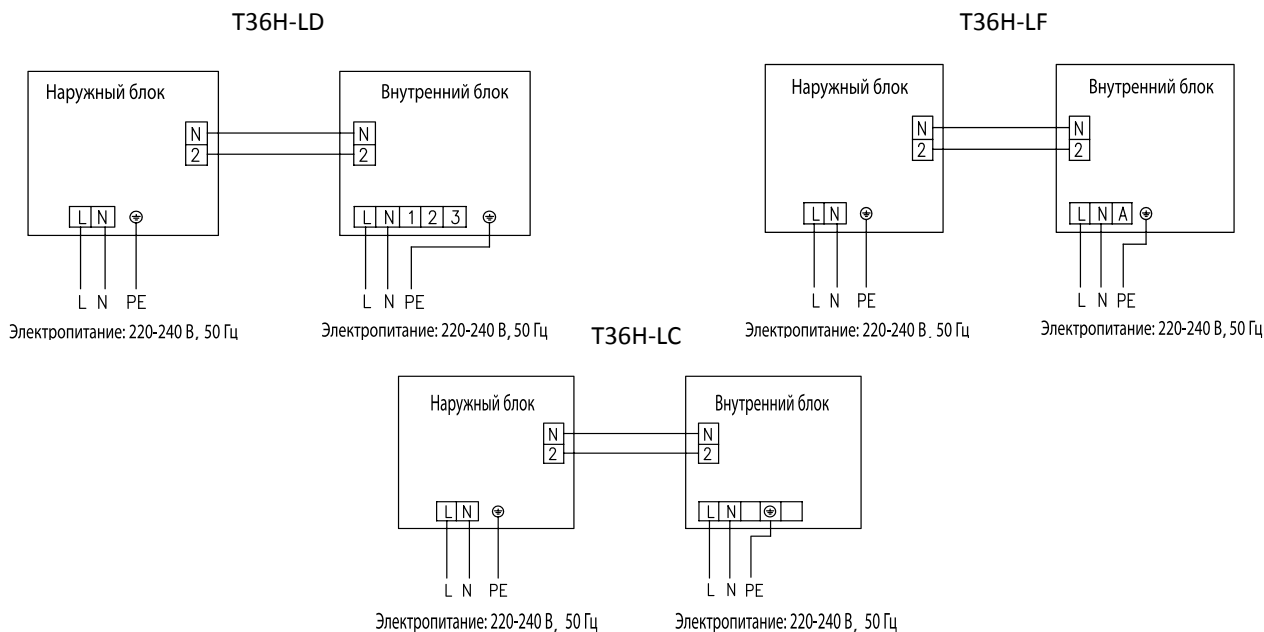 T36H-LD
Наружный блок
Внутренний блок
N N
2 2
L N
L N 1 2 3
L N PE
L N PE
Электропитание: 220-240 В, 50 Гц
Электропитание: 220-240 В, 50 Гц
T36H-LF
Наружный блок
Внутренний блок
N N
2 2
L N
L N A
L N PE
L N PE
Электропитание: 220-240 В. 50 Гц
Электропитание: 220-240 В, 50 Гц
T36H-LC
Наружный блок
Внутренний блок
N N
2 2
L N
L N
L N PE
L N PE
Электропитание: 220-240 В, 50 Гц
Электропитание: 220-240 В, 50 Гц